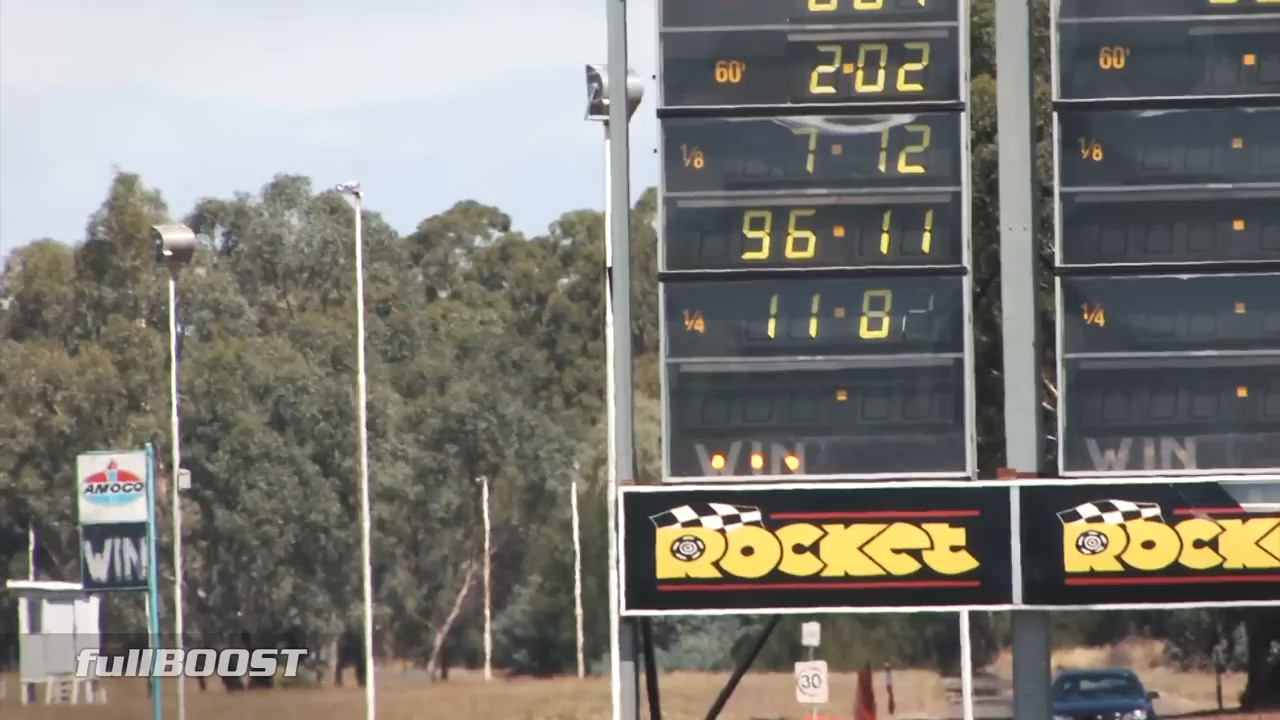 60' 2.02
60'
1/8 7.12
1/8
96.11
1/4 11.8
1/4
WIN
WIN
AMOCO
WIN
Rocket
Rock
30
fullBOOST